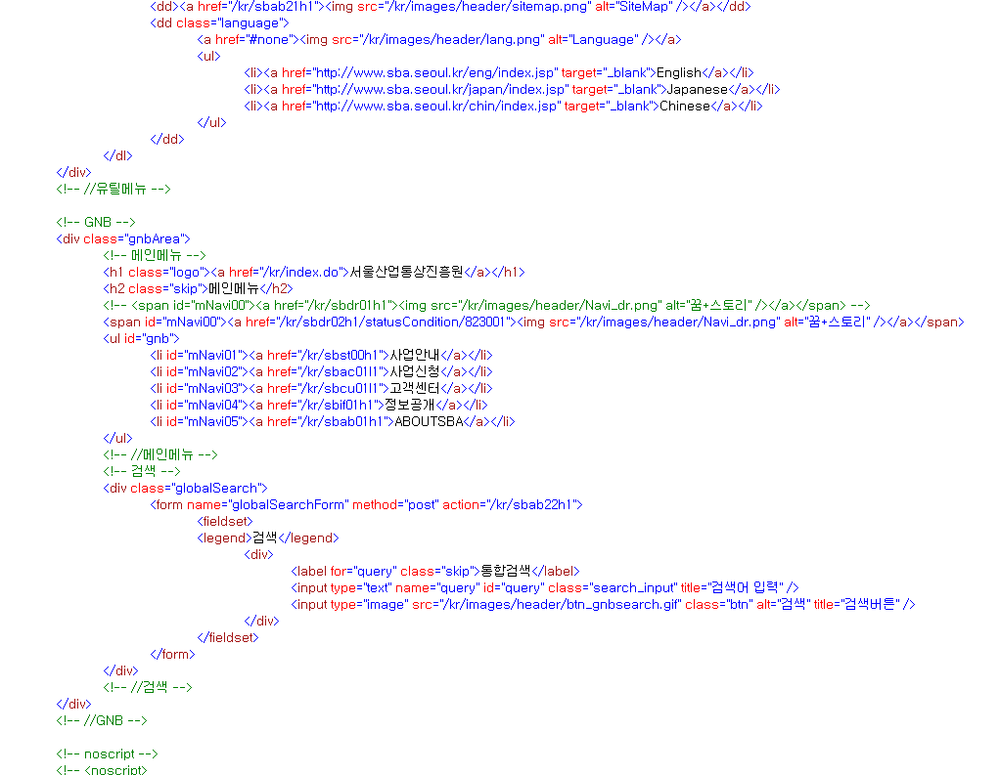 <dd><a href="/kr/sbab21h1"><img src="/kr/images/header/sitemap.png" alt="SiteMap" /></a></dd>
<dd class="language">
<a href="#none"><img src="/kr/images/header/lang.png" alt="Language" /></a>
<ul>
<li><a href="http://www.sba.seoul.kr/eng/index.jsp" target="_blank">English</a></li>
<li><a href="http://www.sba.seoul.kr/japan/index.jsp" target="_blank">Japanese</a></li>
<li><a href="http://www.sba.seoul.kr/chin/index.jsp" target="_blank">Chinese</a></li>
</ul>
</dd>
</dl>
</div>
<!-- //유틸메뉴 -->
<!-- GNB -->
<div class="gnbArea">
<!-- 메인메뉴 -->
<h1 class="logo"><a href="/kr/index.do">서울산업통상진흥원</a></h1>
<h2 class="skip">메인메뉴</h2>
<!-- <span id="mNavi00"><a href="/kr/sbdr01h1"><img src="/kr/images/header/Navi_dr.png" alt="꿈+스토리" /></a></span> -->
<span id="mNavi00"><a href="/kr/sbdr02h1/statusCondition/823001"><img src="/kr/images/header/Navi_dr.png" alt="꿈+스토리" /></a></span>
<ul id="gnb">
<li id="mNavi01"><a href="/kr/sbst00h1">사업안내</a></li>
<li id="mNavi02"><a href="/kr/sbac01l1">사업신청</a></li>
<li id="mNavi03"><a href="/kr/sbcu01l1">고객센터</a></li>
<li id="mNavi04"><a href="/kr/sbif01h1">정보공개</a></li>
<li id="mNavi05"><a href="/kr/sbab01h1">ABOUTSBA</a></li>
</ul>
<!-- //메인메뉴 -->
<!-- 검색 -->
<div class="globalSearch">
<form name="globalSearchForm" method="post" action="/kr/sbab22h1">
<fieldset>
<legend>검색</legend>
<div>
<label for="query" class="skip">통합검색</label>
<input type="text" name="query" id="query" class="search_input" title="검색어 입력" />
<input type="image" src="/kr/images/header/btn_gnbsearch.gif" class="btn" alt="검색" title="검색버튼" />
</div>
</fieldset>
</form>
</div>
<!-- //검색 -->
</div>
<!-- //GNB -->
<!-- noscript -->
<!-- <noscript>